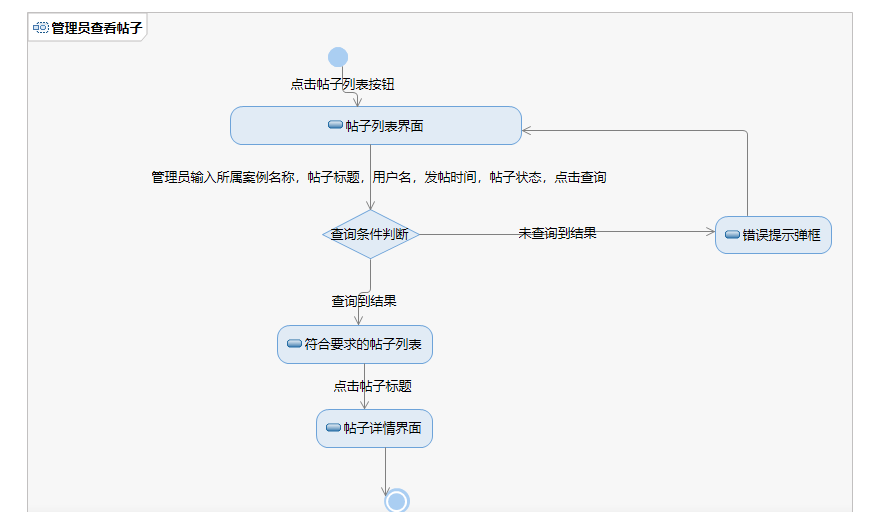 管理员查看帖子
点击帖子列表按钮
帖子列表界面
管理员输入所属案例名称，帖子标题，用户名，发帖时间，帖子状态，点击查询
查询条件判断
未查询到结果
错误提示弹框
查询到结果
符合要求的帖子列表
点击帖子标题
帖子详情界面